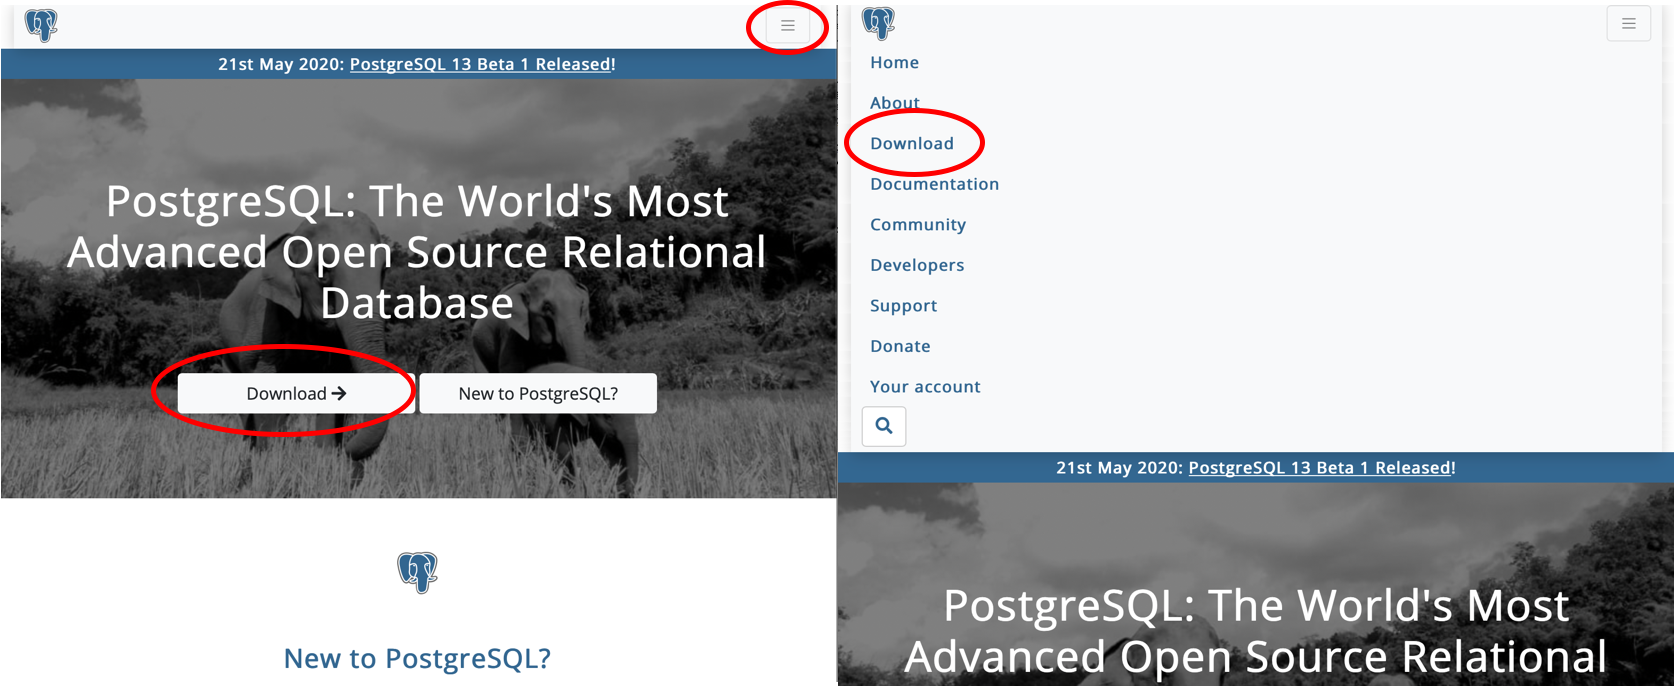 21st May 2020: PostgreSQL 13 Beta 1 Released!
PostgreSQL: The World's Most
Advanced Open Source Relational
Database
Download
New to PostgreSQL?
New to PostgreSQL?
Home
About
Download
Documentation
Community
Developers
Support
Donate
Your account
21st May 2020: PostgreSQL 13 Beta 1 Released!
PostgreSQL: The World's Most
Advanced Open Source Relational